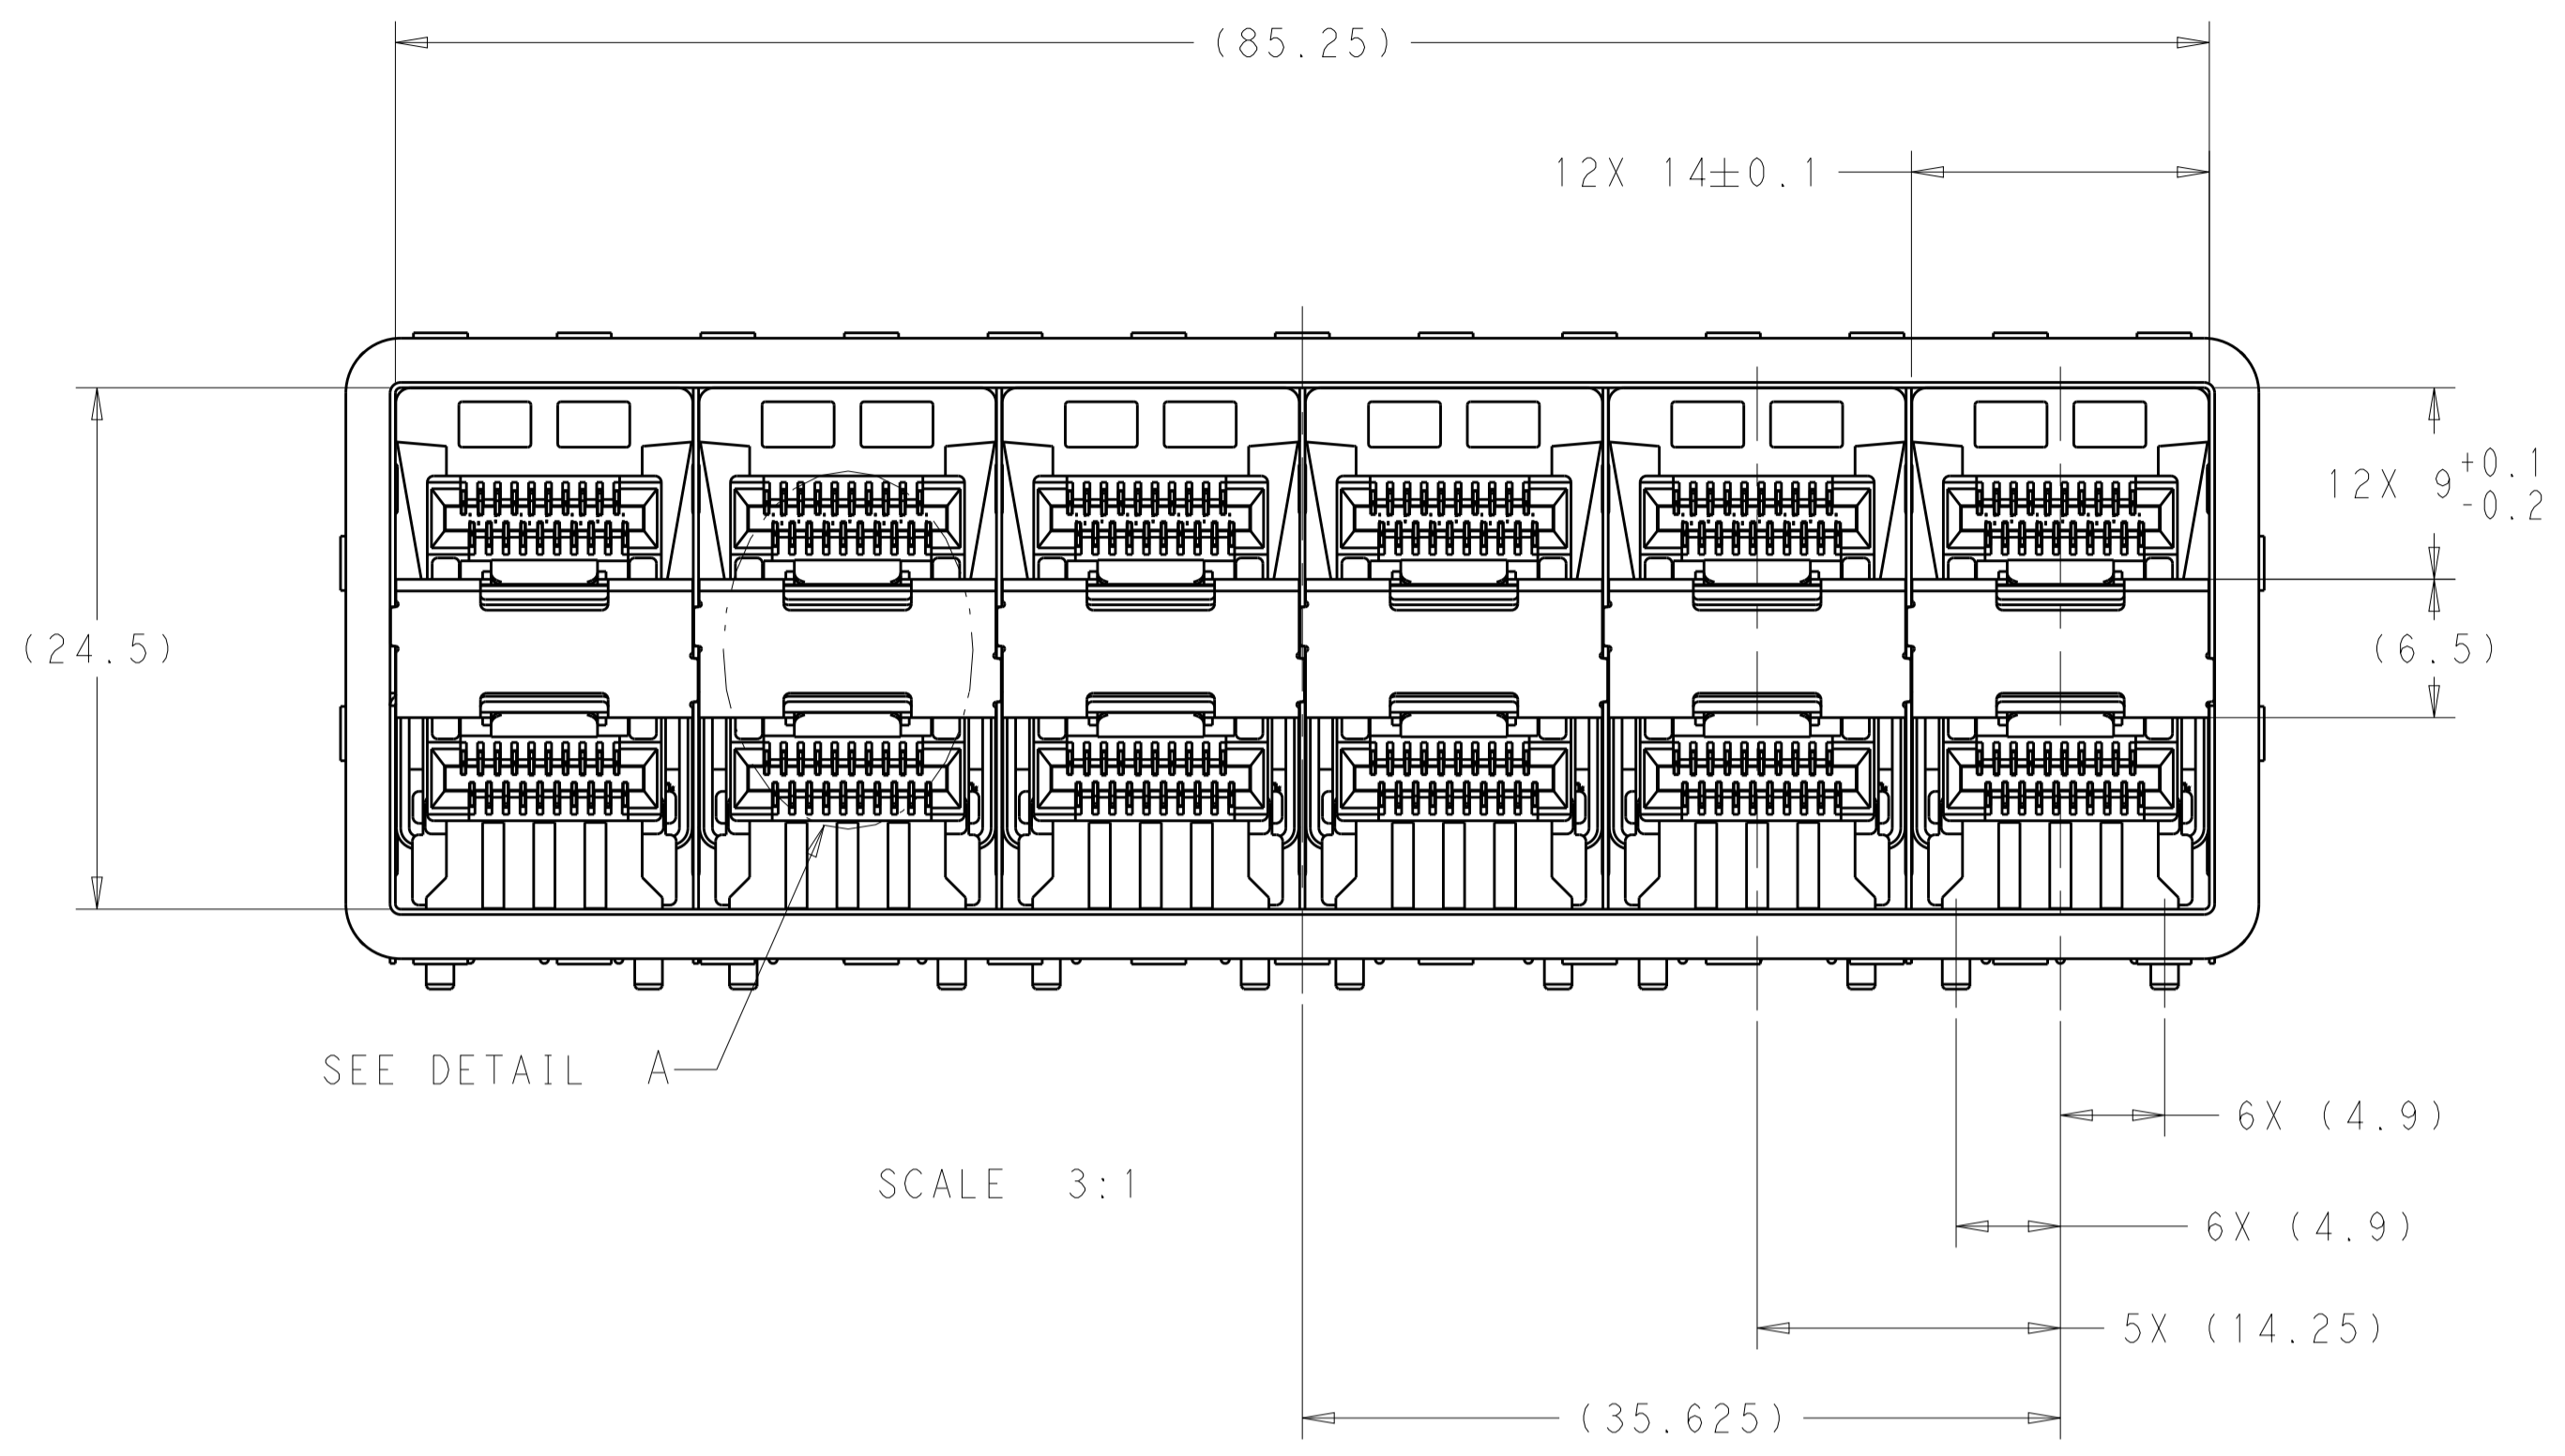 (85.25)
12X 14±0.1
12X 9 +0.1
-0.2
(24.5)
(6.5)
SEE DETAIL A
6X (4.9)
SCALE 3:1
6X (4.9)
5X (14.25)
(35.625)